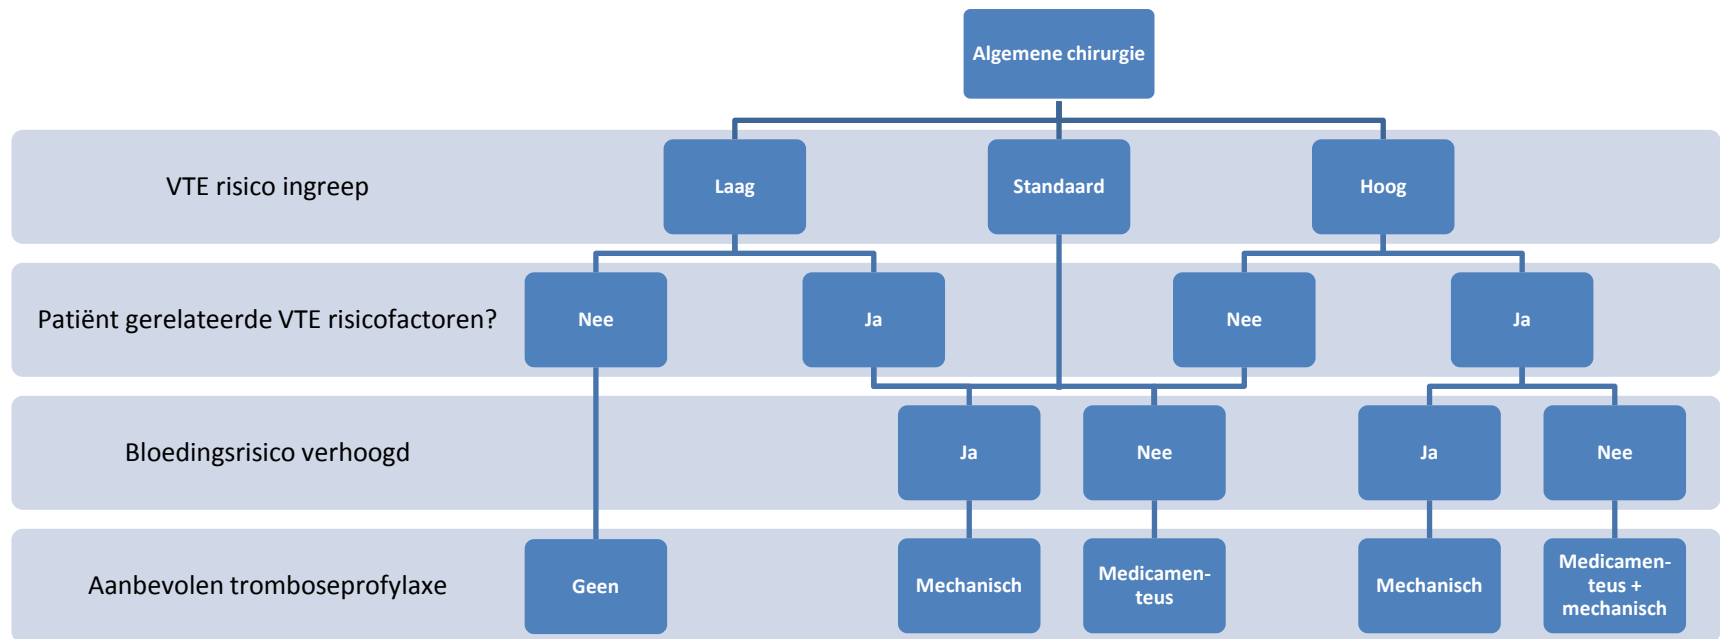 Algemene chirurgie
VTE risico ingreep
Laag
Standaard
Hoog
Patiënt gerelateerde VTE risicofactoren?
Nee
Ja
Nee
Ja
Bloedingsrisico verhoogd
Ja
Nee
Ja
Nee
Aanbevolen tromboseprofylaxe
Geen
Mechanisch
Medicamen-
teus
Mechanisch
Medicamen-
teus +
mechanisch